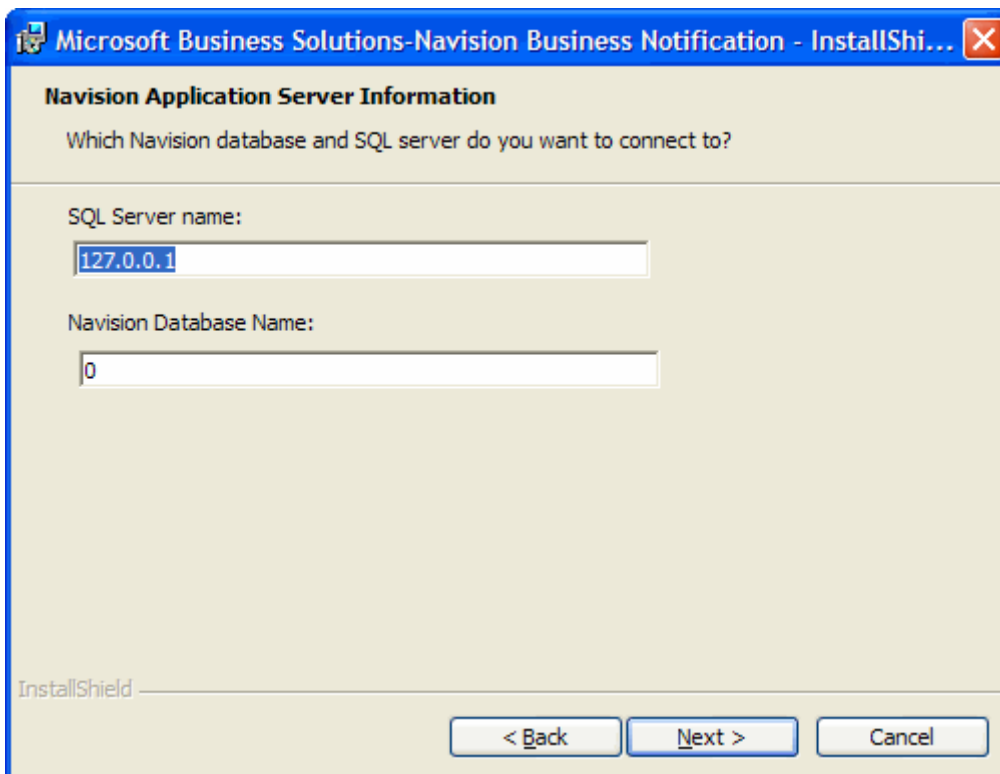 Microsoft Business Solutions-Navision Business Notification - InstallShi...
Navision Application Server Information
Which Navision database and SQL server do you want to connect to?
SQL Server name:
127.0.0.1
Navision Database Name:
0
InstallShield
< Back Next > Cancel